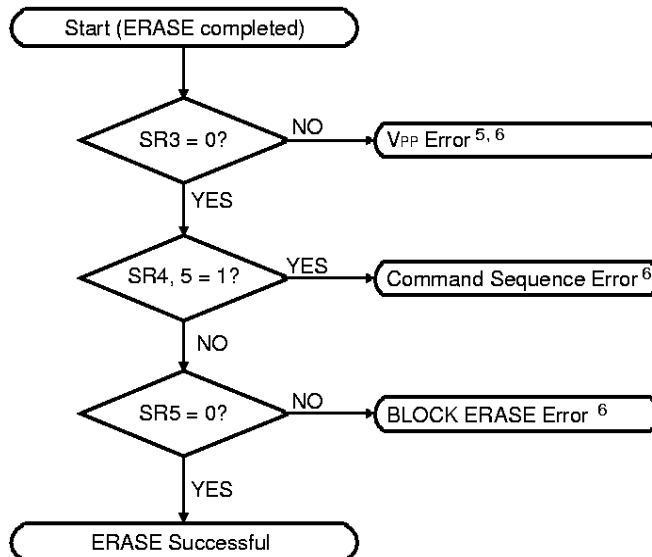 Start (ERASE completed)
SR3 = 0?
NO
VPP Error 5, 6
YES
SR4, 5 = 1?
YES
Command Sequence Error 6
NO
SR5 = 0?
NO
BLOCK ERASE Error 6
YES
ERASE Successful